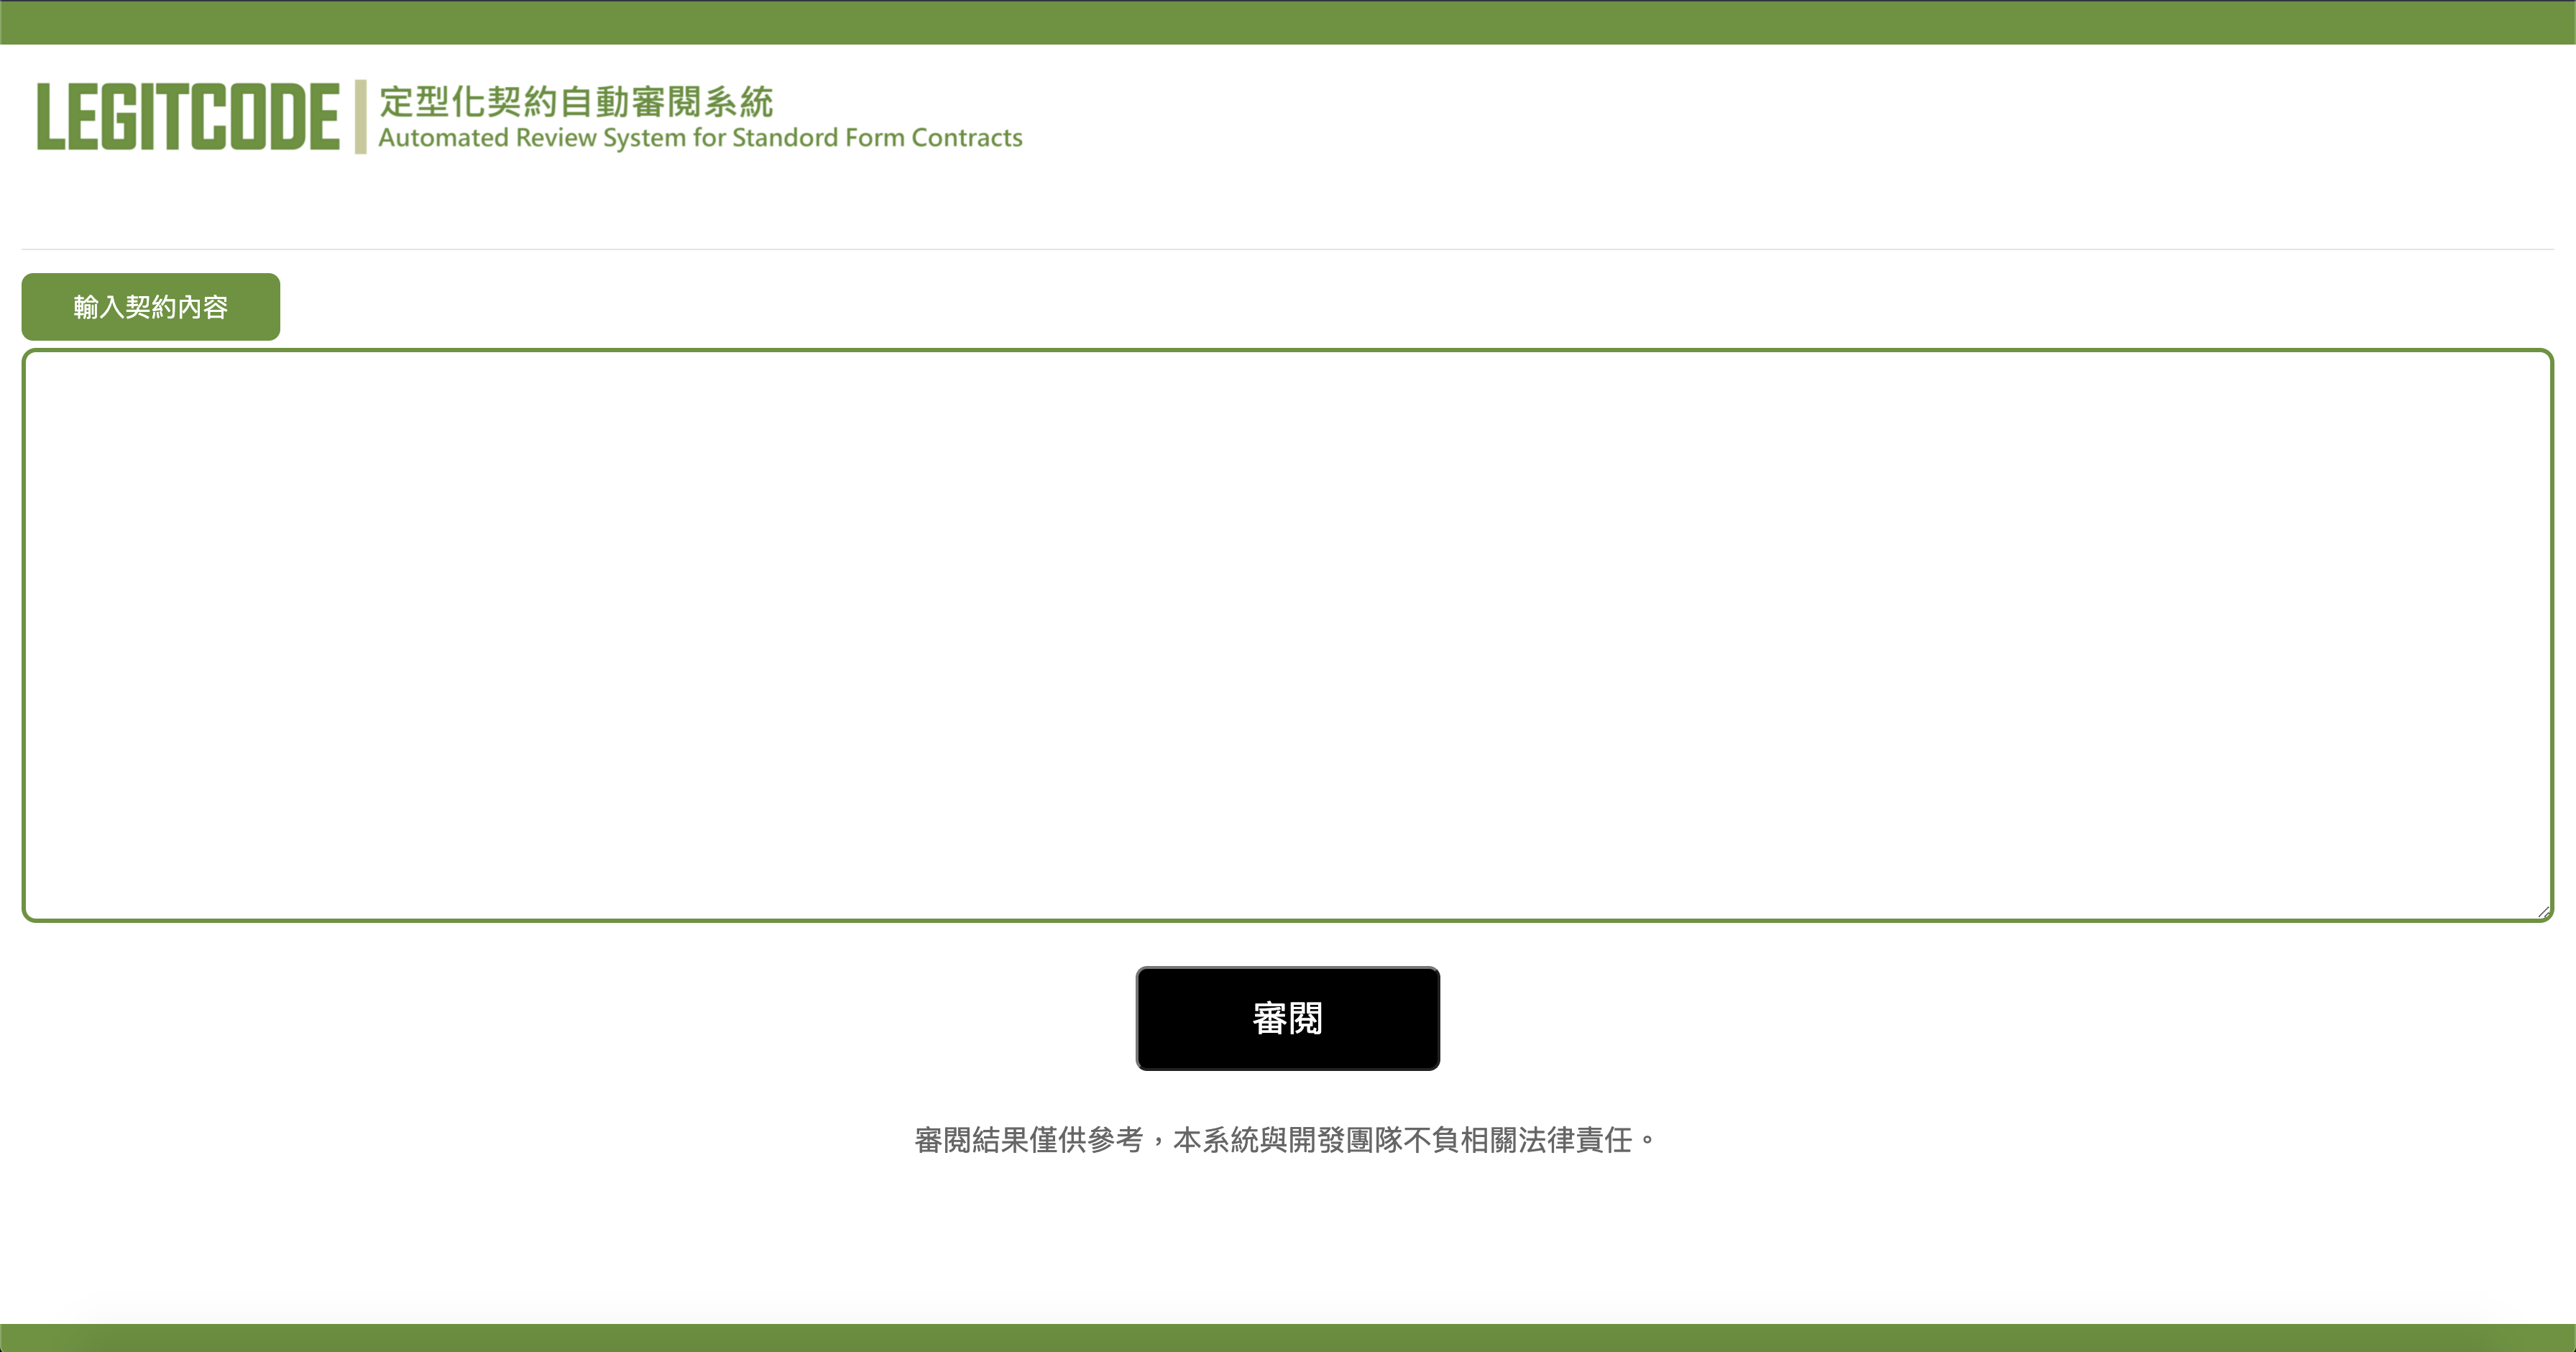 LEGITCODE
定型化契約自動審閱系統
Automated Review System for Standord Form Contracts
輸入契約內容
審閱
審閱結果僅供參考，本系統與開發團隊不負相關法律責任。